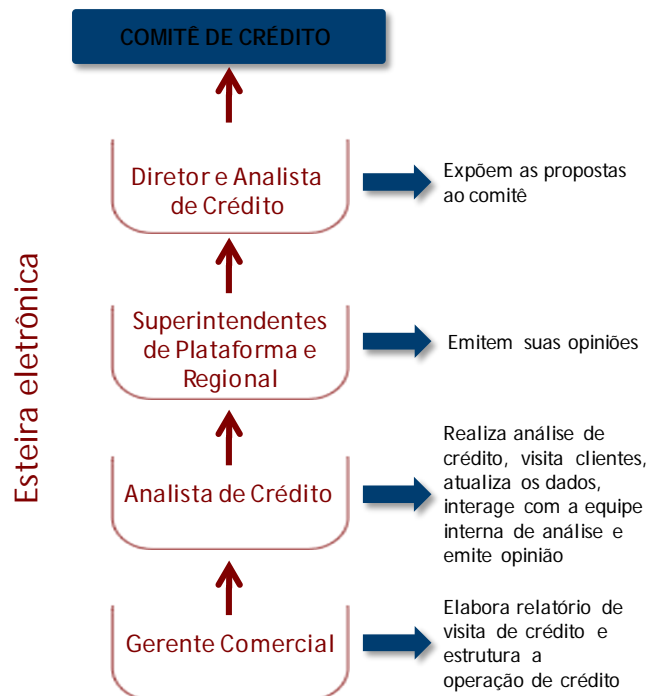 COMITÊ DE CRÉDITO
Diretor e Analista
de Crédito
Expõem as propostas
ao comitê
Esteira eletrônica
Superintendentes
de Plataforma e
Regional
Emitem suas opiniões
Analista de Crédito
Realiza análise de
crédito, visita clientes,
atualiza os dados,
interage com a equipe
interna de análise e
emite opinião
Gerente Comercial
Elabora relatório de
visita de crédito e
estrutura a
operação de crédito